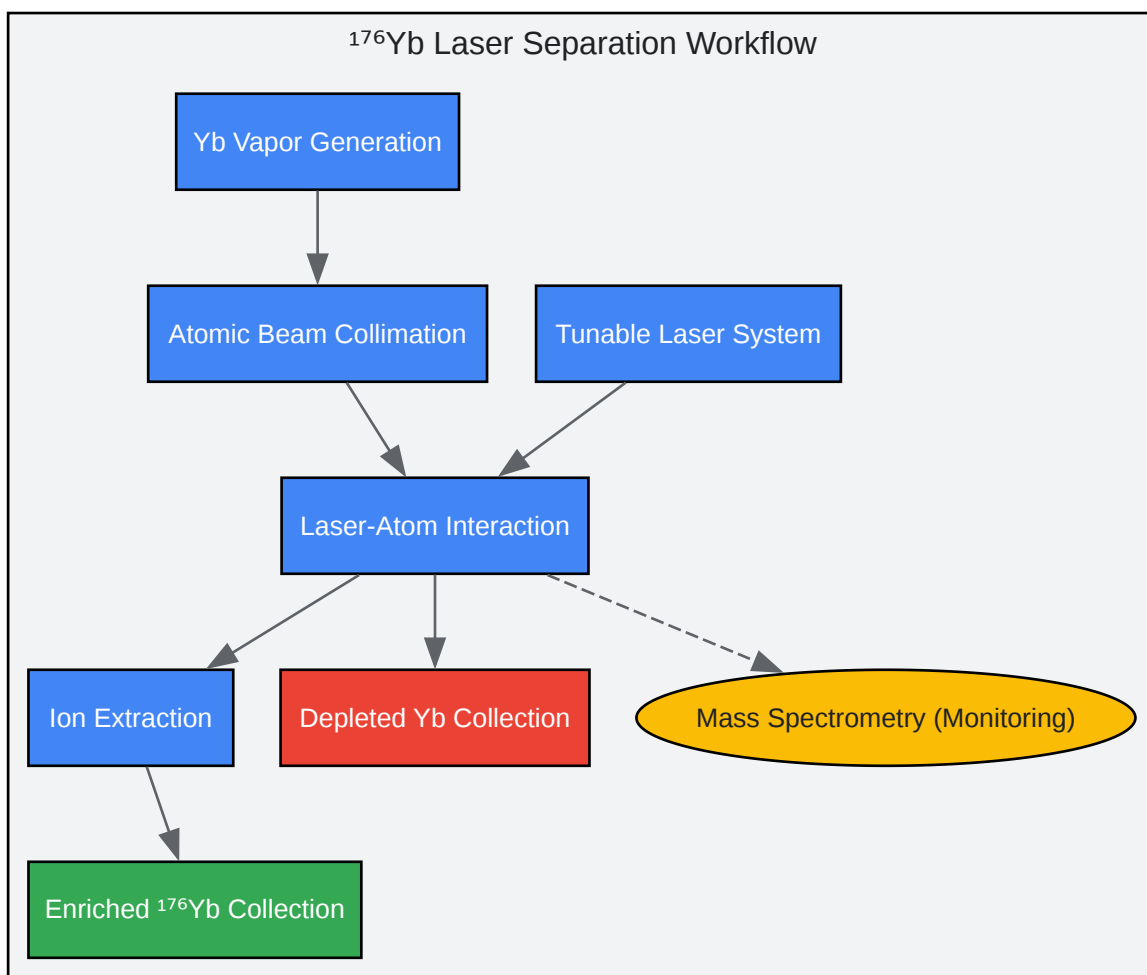 ¹⁷⁶Yb Laser Separation Workflow
Yb Vapor Generation
Atomic Beam Collimation
Tunable Laser System
Laser-Atom Interaction
Ion Extraction
Depleted Yb Collection
Mass Spectrometry (Monitoring)
Enriched ¹⁷⁶Yb Collection